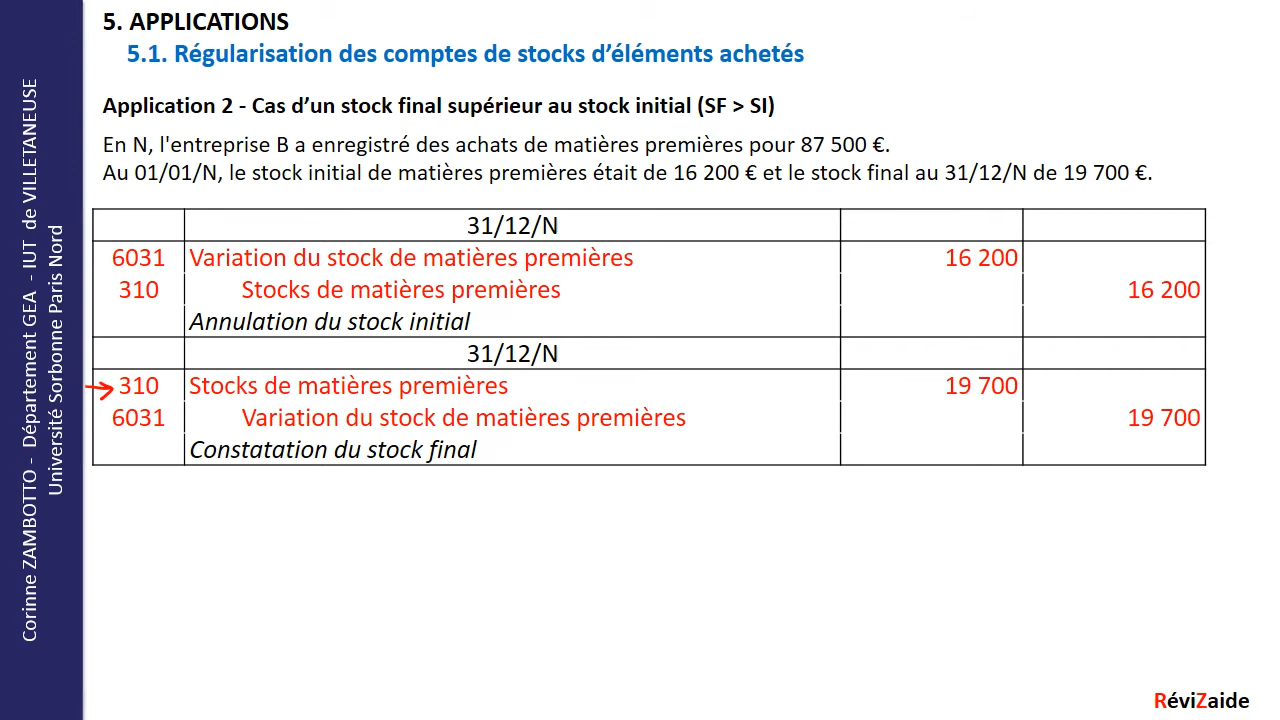 5. APPLICATIONS
5.1. Régularisation des comptes de stocks d’éléments achetés
Application 2 - Cas d’un stock final supérieur au stock initial (SF > SI)
En N, l'entreprise B a enregistré des achats de matières premières pour 87 500 €.
Au 01/01/N, le stock initial de matières premières était de 16 200 € et le stock final au 31/12/N de 19 700 €.
31/12/N
6031 Variation du stock de matières premières 16 200
310 Stocks de matières premières 16 200
Annulation du stock initial
31/12/N
310 Stocks de matières premières 19 700
6031 Variation du stock de matières premières 19 700
Constatation du stock final
Corinne ZAMBOTTO - Département GEA - IUT de VILLETANEUSE
Université Sorbonne Paris Nord
RéviZaide